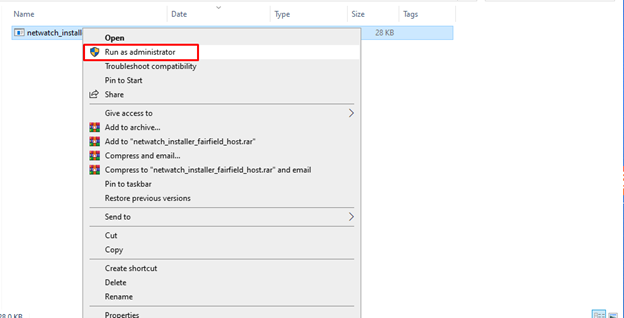 Name Date Type Size Tags
netwatch_install 28 KB
Open
Run as administrator
Troubleshoot compatibility
Pin to Start
Share
Give access to
Add to archive...
Add to "netwatch_installer_fairfield_host.rar"
Compress and email...
Compress to "netwatch_installer_fairfield_host.rar" and email
Pin to taskbar
Restore previous versions
Send to
Cut
Copy
Create shortcut
Delete
Rename
Properties
28.0 KB